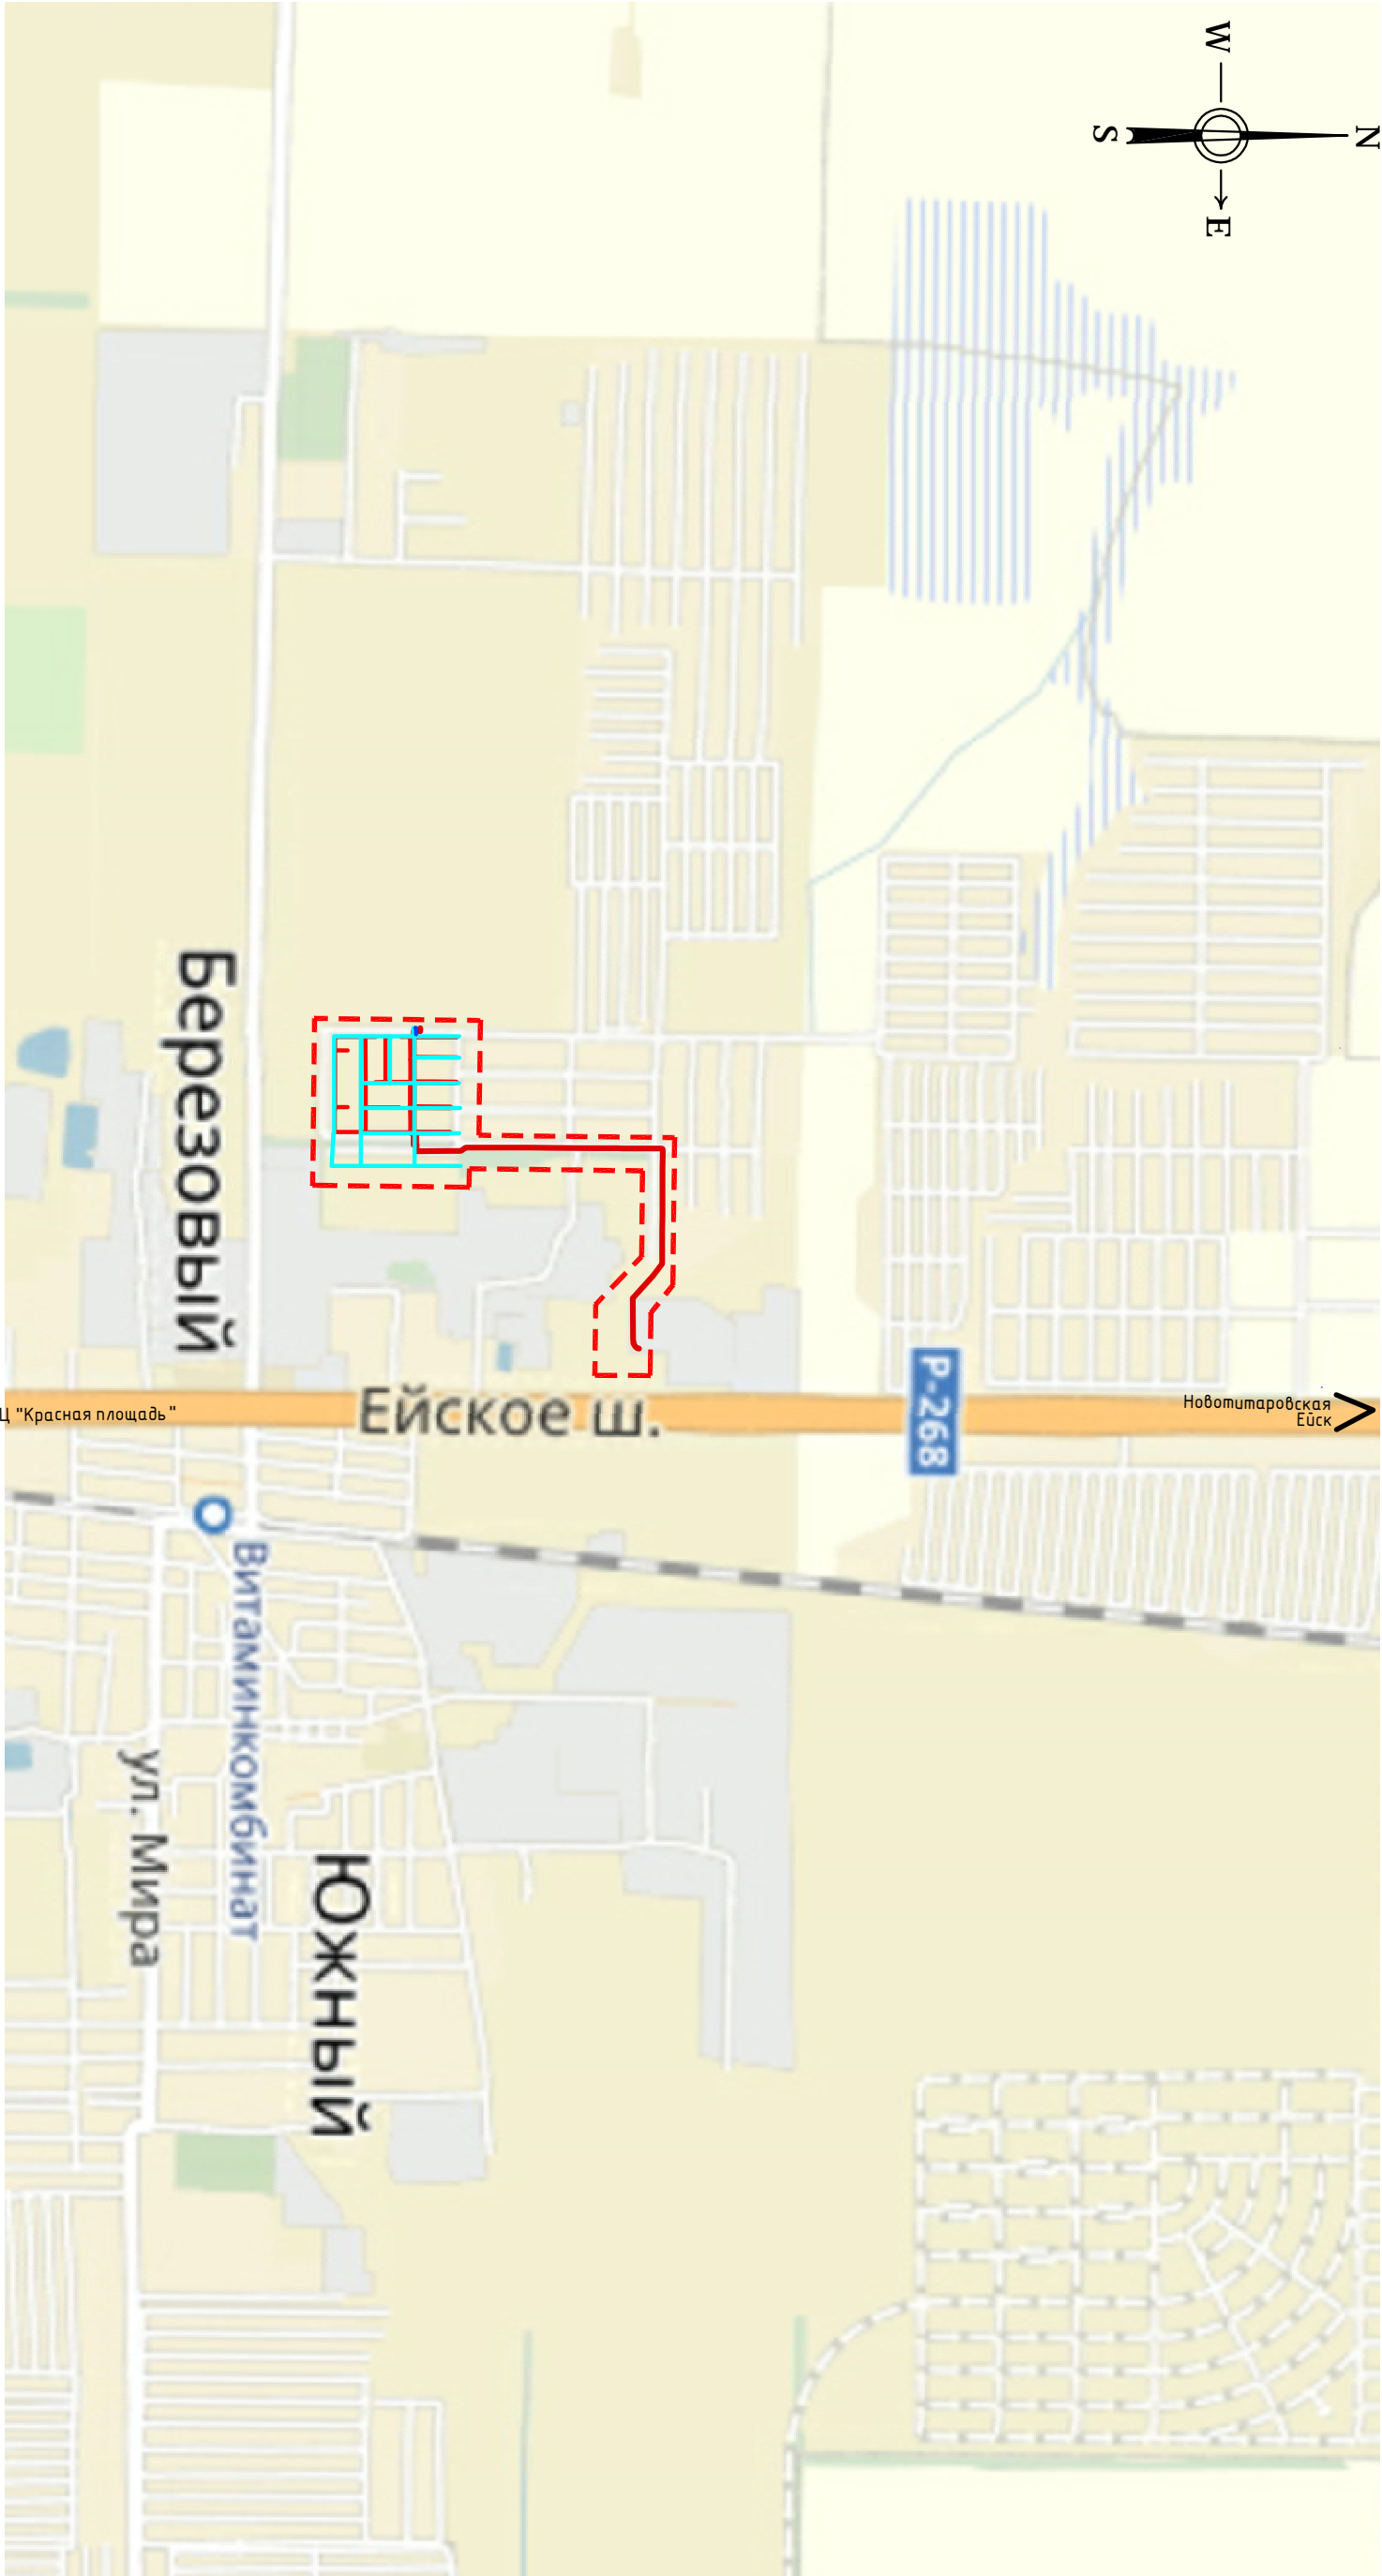 W
N
S
E
Березовый
Ейское ш.
Р-268
Новотитаровская
Ейск
Ц "Красная площадь"
Витаминкомбинат
ул. Мира
Южный